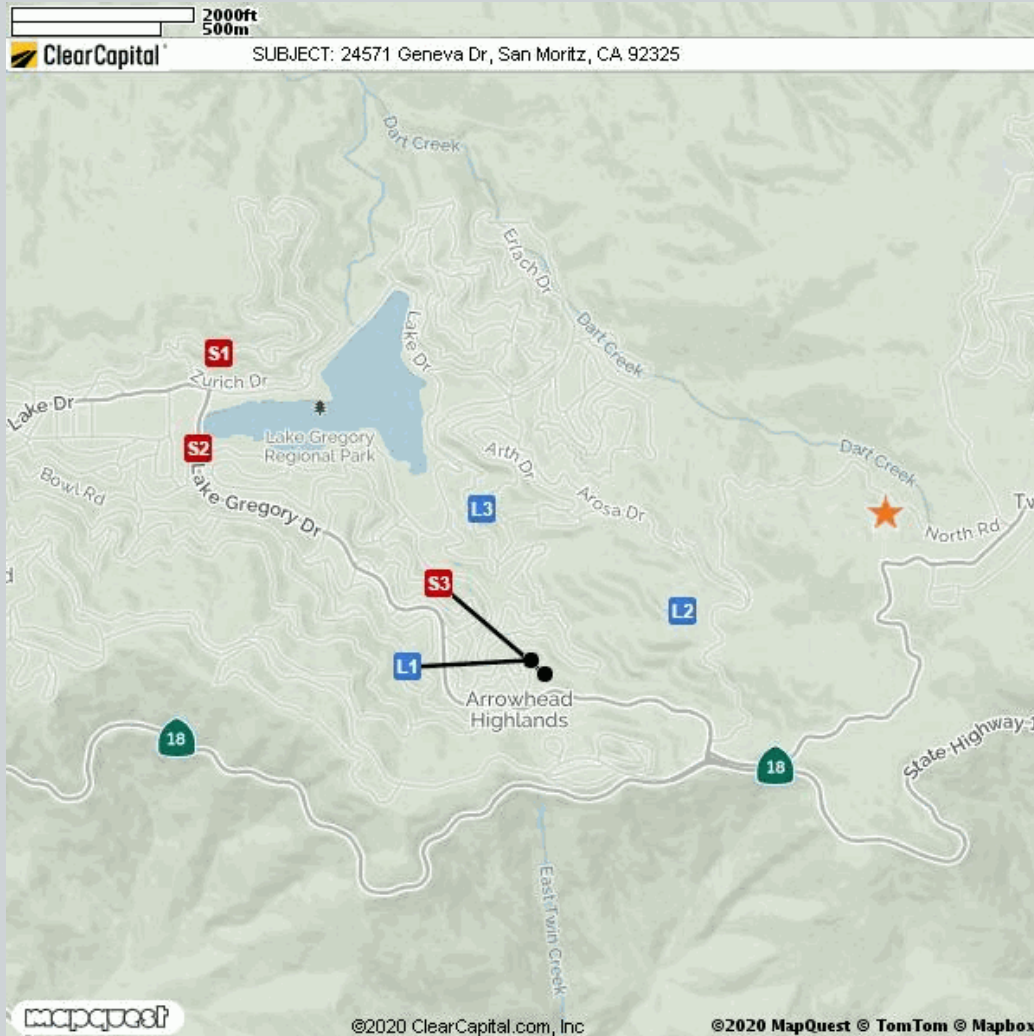 2000ft
500m
ClearCapital
SUBJECT: 24571 Geneva Dr, San Moritz, CA 92325
Dart Creek
Erlach Dr
Lake Dr
Dart Creek
S1
Zurich Dr
Lake Dr
Lake Gregory
Regional Park
S2
Arth Dr
Dart Creek
Bowl Rd
Lake Gregory Dr
L3
Arosa Dr
Tw
North Rd
d
S3
L2
L1
Arrowhead
Highlands
18
18
State Highway 1
East Twin Creek
mapquest
©2020 ClearCapital.com, Inc
©2020 MapQuest © TomTom © Mapbox